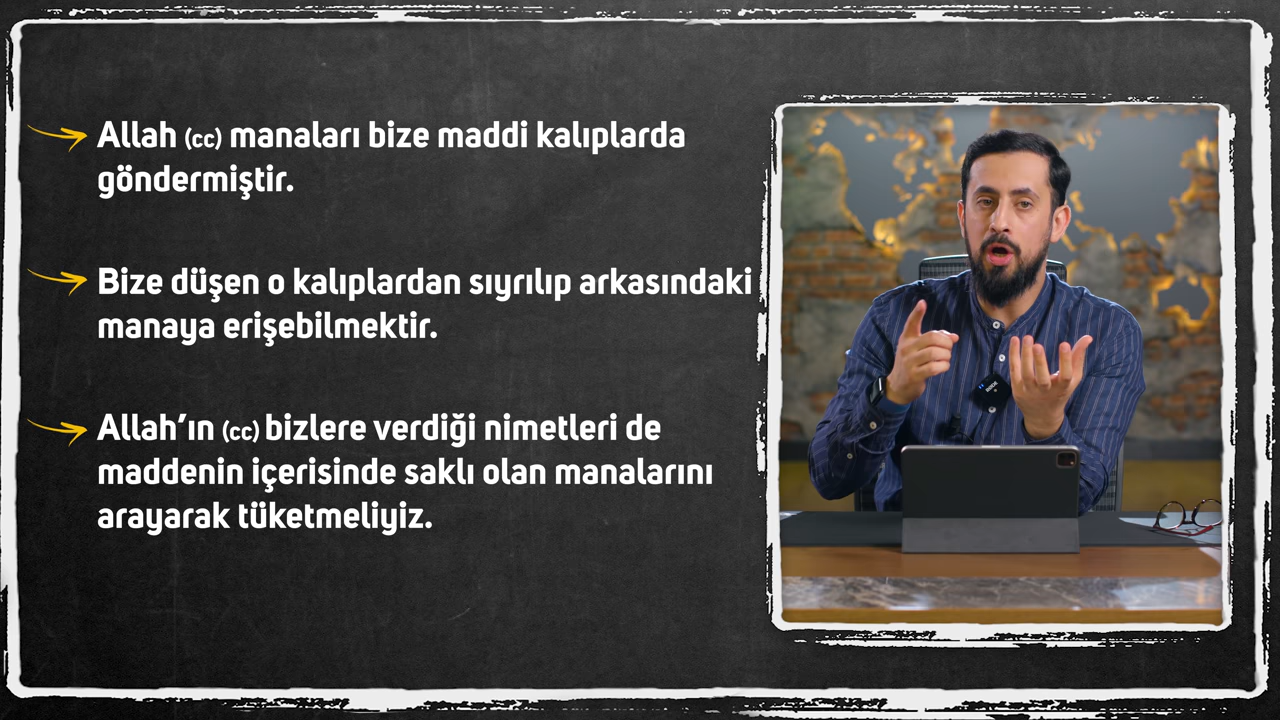 Allah (cc) manaları bize maddi kalıplarda
göndermiştir.
Bize düşen o kalıplardan sıyrılıp arkasındaki
manaya erişebilmektir.
Allah’ın (cc) bizlere verdiği nimetleri de
maddenin içerisinde saklı olan manalarını
arayarak tüketmeliyiz.